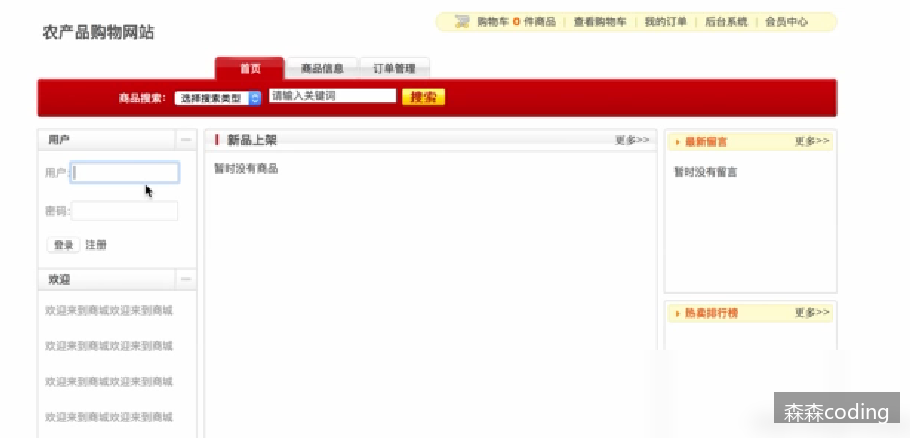 购物车 0 件商品 | 查看购物车 | 我的订单 | 后台系统 | 会员中心
农产品购物网站
首页 商品信息 订单管理
商品搜索: 选择搜索类型 请输入关键词 搜索
用户
新品上架 更多>>
最新留言 更多>>
用户:
暂时没有商品
暂时没有留言
密码:
登录 注册
欢迎
欢迎来到商城欢迎来到商城
热卖排行榜 更多>>
欢迎来到商城欢迎来到商城
欢迎来到商城欢迎来到商城
欢迎来到商城欢迎来到商城
森森coding